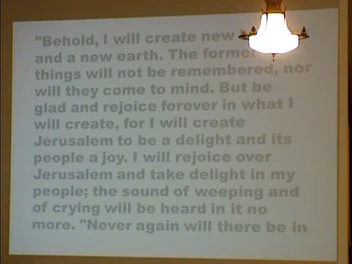 "Behold, I will create new
and a new earth. The former
things will not be remembered, nor
will they come to mind. But be
glad and rejoice forever in what I
will create, for I will create
Jerusalem to be a delight and its
people a joy. I will rejoice over
Jerusalem and take delight in my
people; the sound of weeping and
of crying will be heard in it no
more. "Never again will there be in